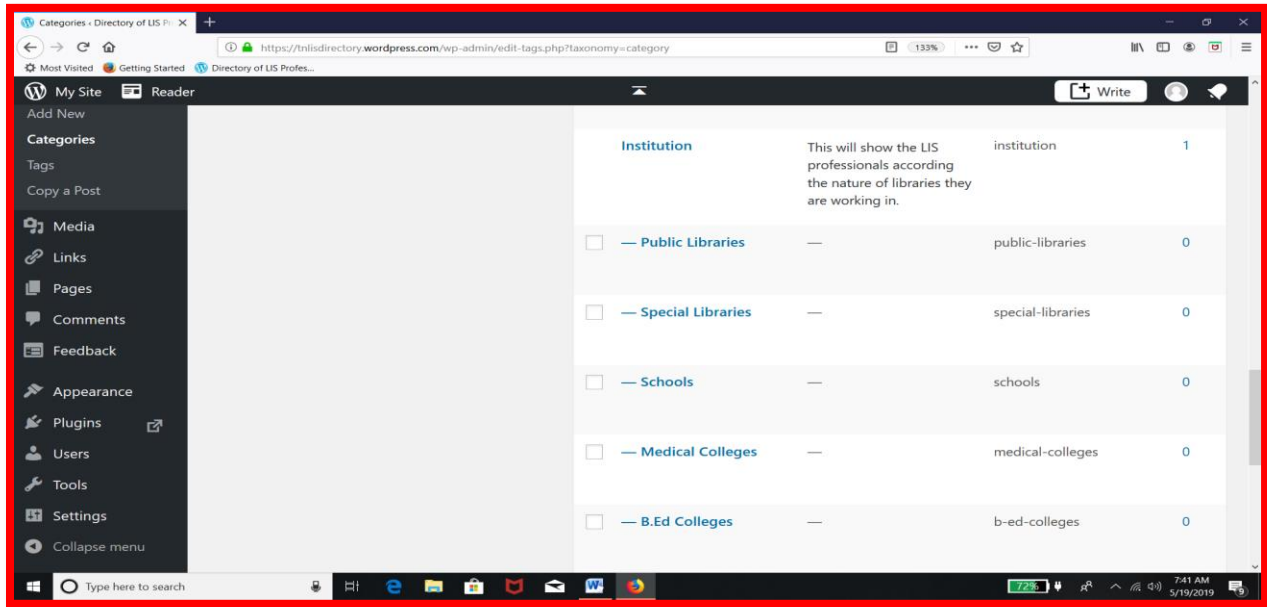 Categories ‹ Directory of LIS Pr
https://tnlisdirectory.wordpress.com/wp-admin/edit-tags.php?taxonomy=category
133%
Most Visited
Getting Started
Directory of LIS Profes...
My Site
Reader
Write
Add New
Categories
Tags
Copy a Post
Media
Links
Pages
Comments
Feedback
Appearance
Plugins
Users
Tools
Settings
Collapse menu
Institution
This will show the LIS
professionals according
the nature of libraries they
are working in.
institution
1
— Public Libraries
—
public-libraries
0
— Special Libraries
—
special-libraries
0
— Schools
—
schools
0
— Medical Colleges
—
medical-colleges
0
— B.Ed Colleges
—
b-ed-colleges
0
Type here to search
72%
7:41 AM
5/19/2019